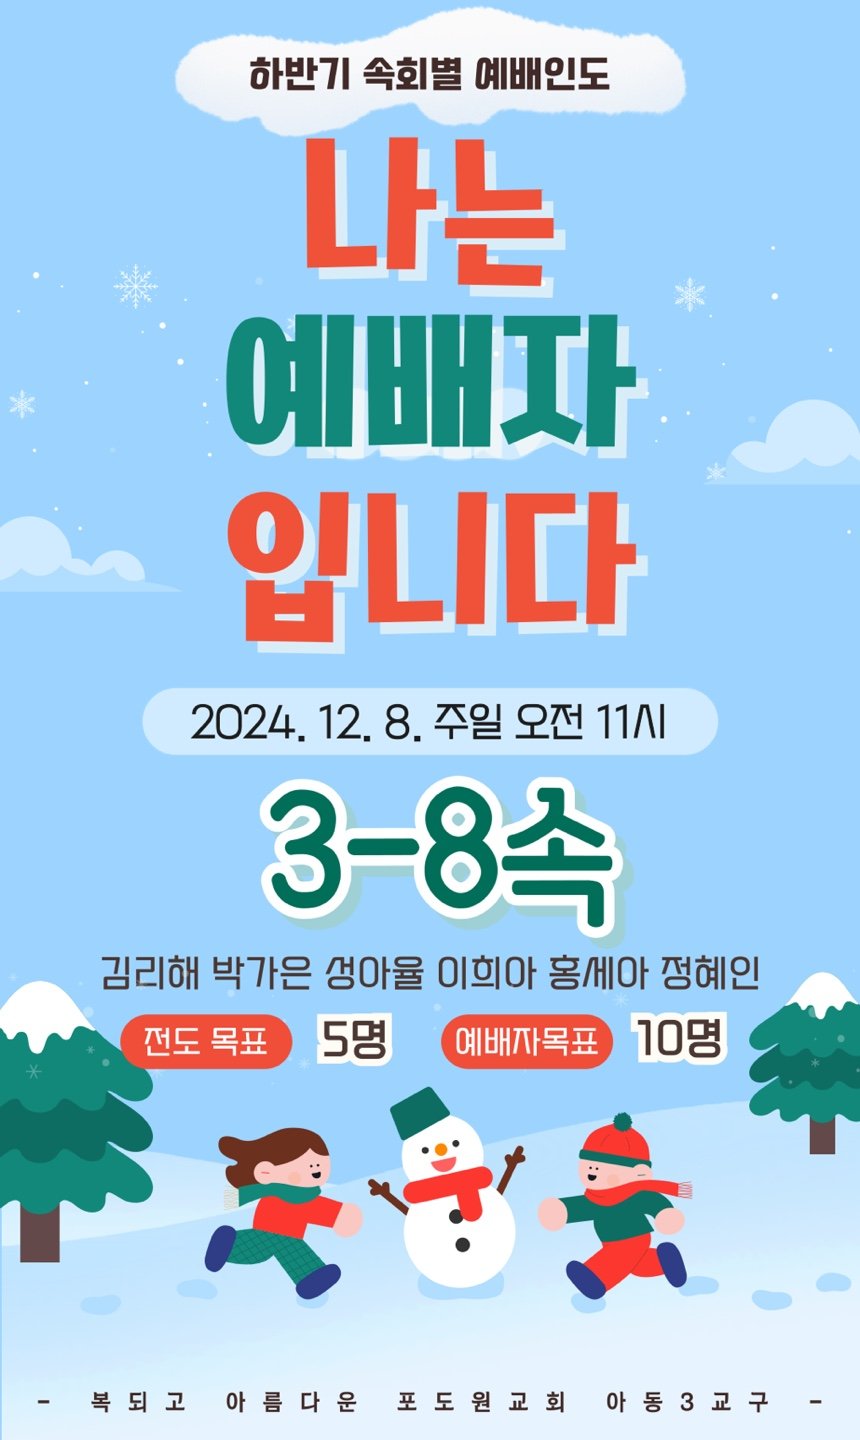 하반기 속회별 예배인도
나는
예배자
입니다
2024. 12. 8. 주일 오전 11시
3-8속
김리해 박가은 성아율 이희아 홍세아 정혜인
전도 목표 5명 예배자목표 10명
- 복되고 아름다운 포도원교회 아동3교구 -